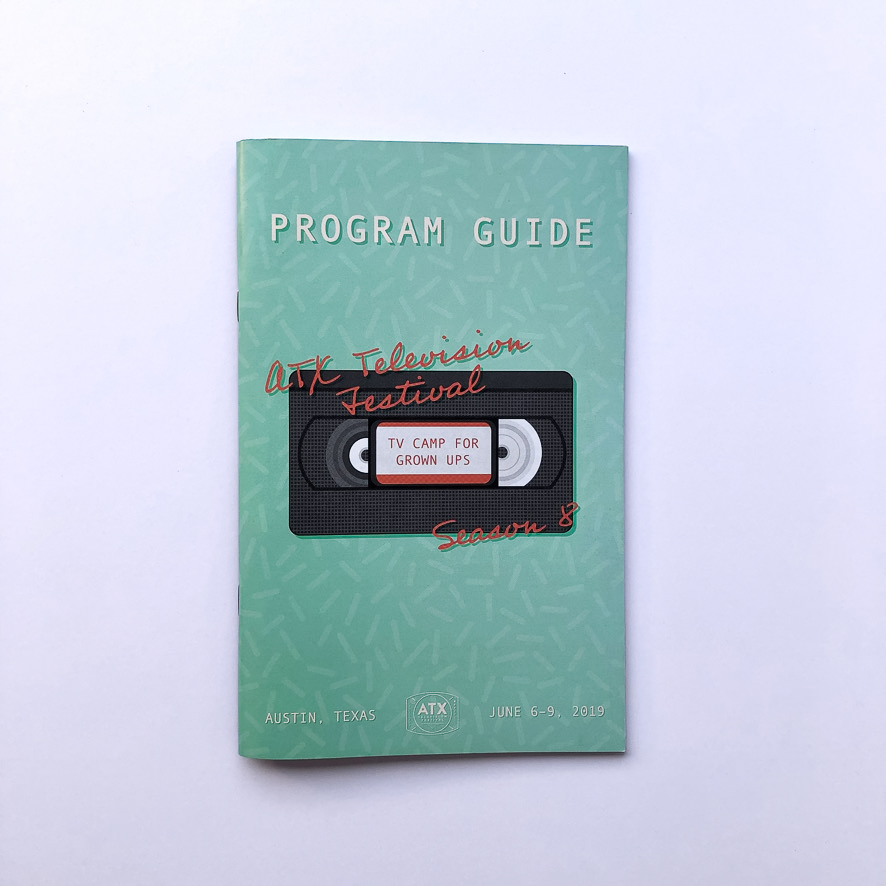 PROGRAM GUIDE
ATX Television
Festival
TV CAMP FOR
GROWN UPS
Season 8
AUSTIN, TEXAS
ATX
JUNE 6-9, 2019